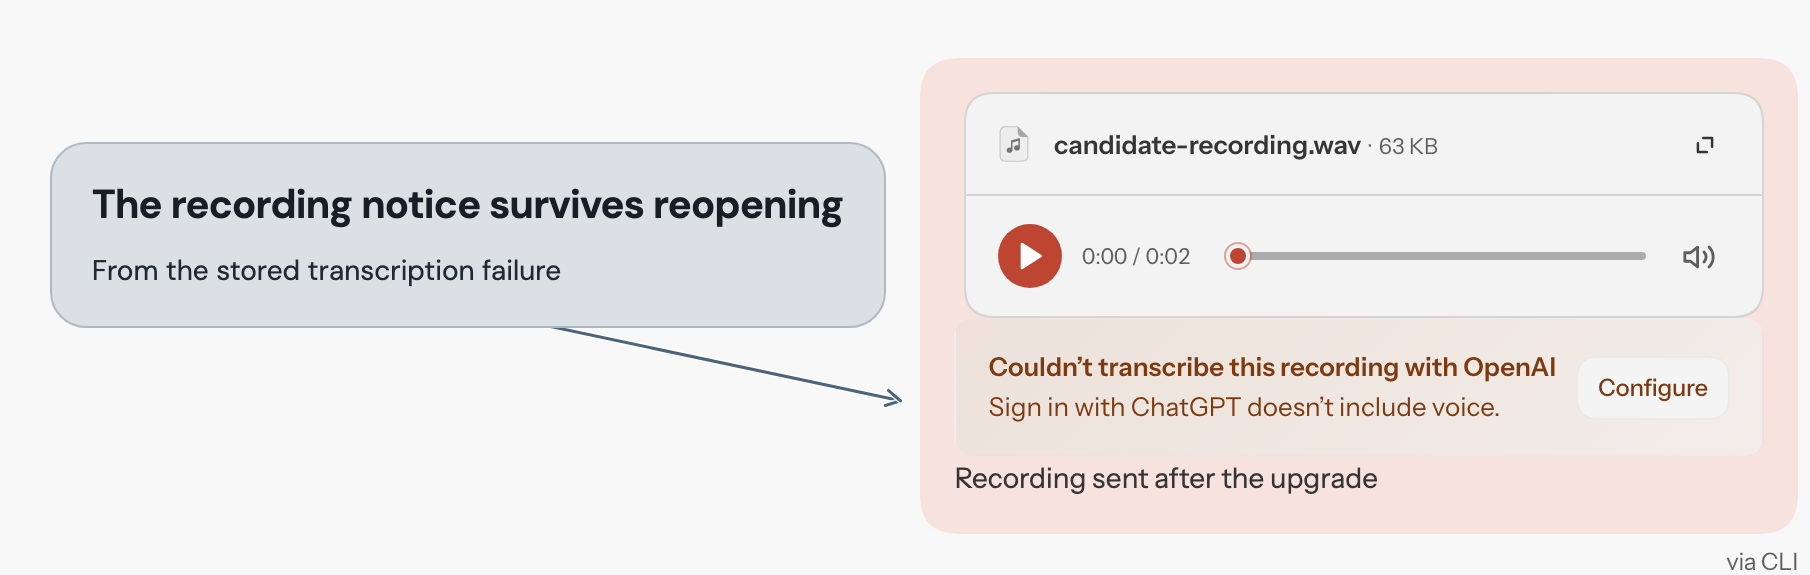 The recording notice survives reopening
From the stored transcription failure
candidate-recording.wav · 63 KB
0:00 / 0:02
Couldn’t transcribe this recording with OpenAI
Sign in with ChatGPT doesn’t include voice.
Configure
Recording sent after the upgrade
via CLI